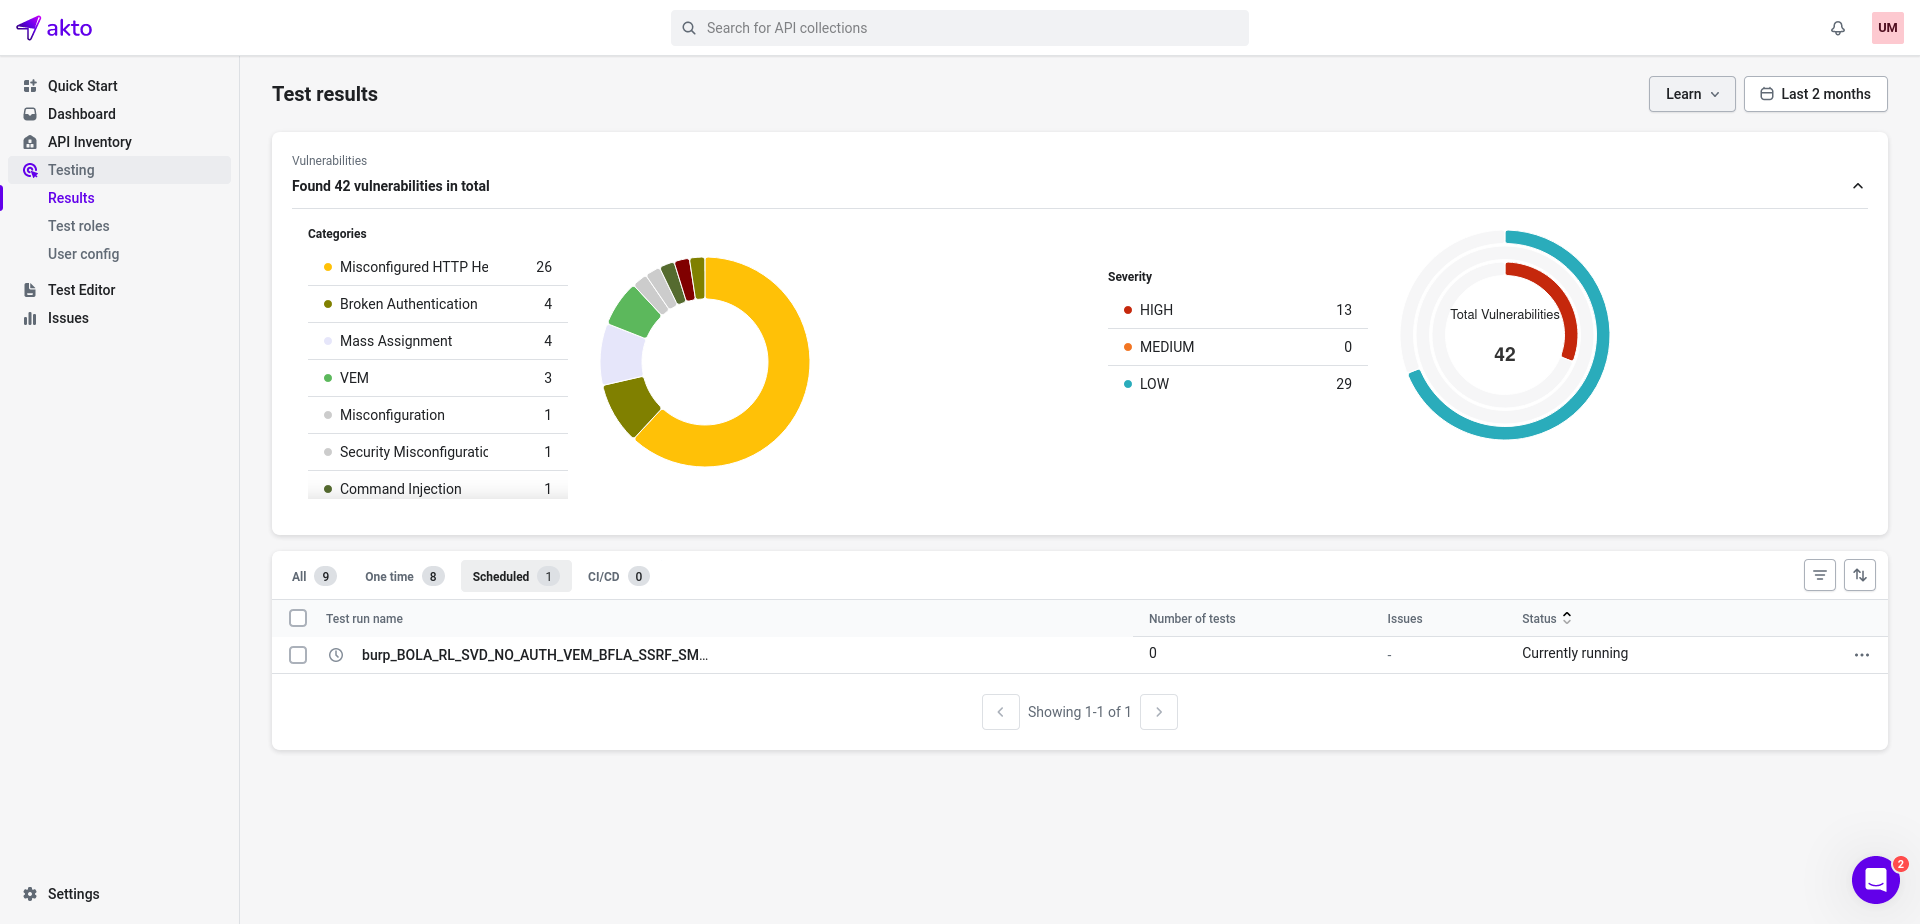 akto
Search for API collections
UM
Quick Start
Dashboard
API Inventory
Testing
Results
Test roles
User config
Test Editor
Issues
Settings
Test results
Learn
Last 2 months
Vulnerabilities
Found 42 vulnerabilities in total
Categories
Misconfigured HTTP He 26
Broken Authentication 4
Mass Assignment 4
VEM 3
Misconfiguration 1
Security Misconfiguratic 1
Command Injection 1
Severity
HIGH 13
MEDIUM 0
LOW 29
Total Vulnerabilities
42
All 9 One time 8 Scheduled 1 CI/CD 0
Test run name Number of tests Issues Status
burp_BOLA_RL_SVD_NO_AUTH_VEM_BFLA_SSRF_SM... 0 - Currently running
Showing 1-1 of 1
2